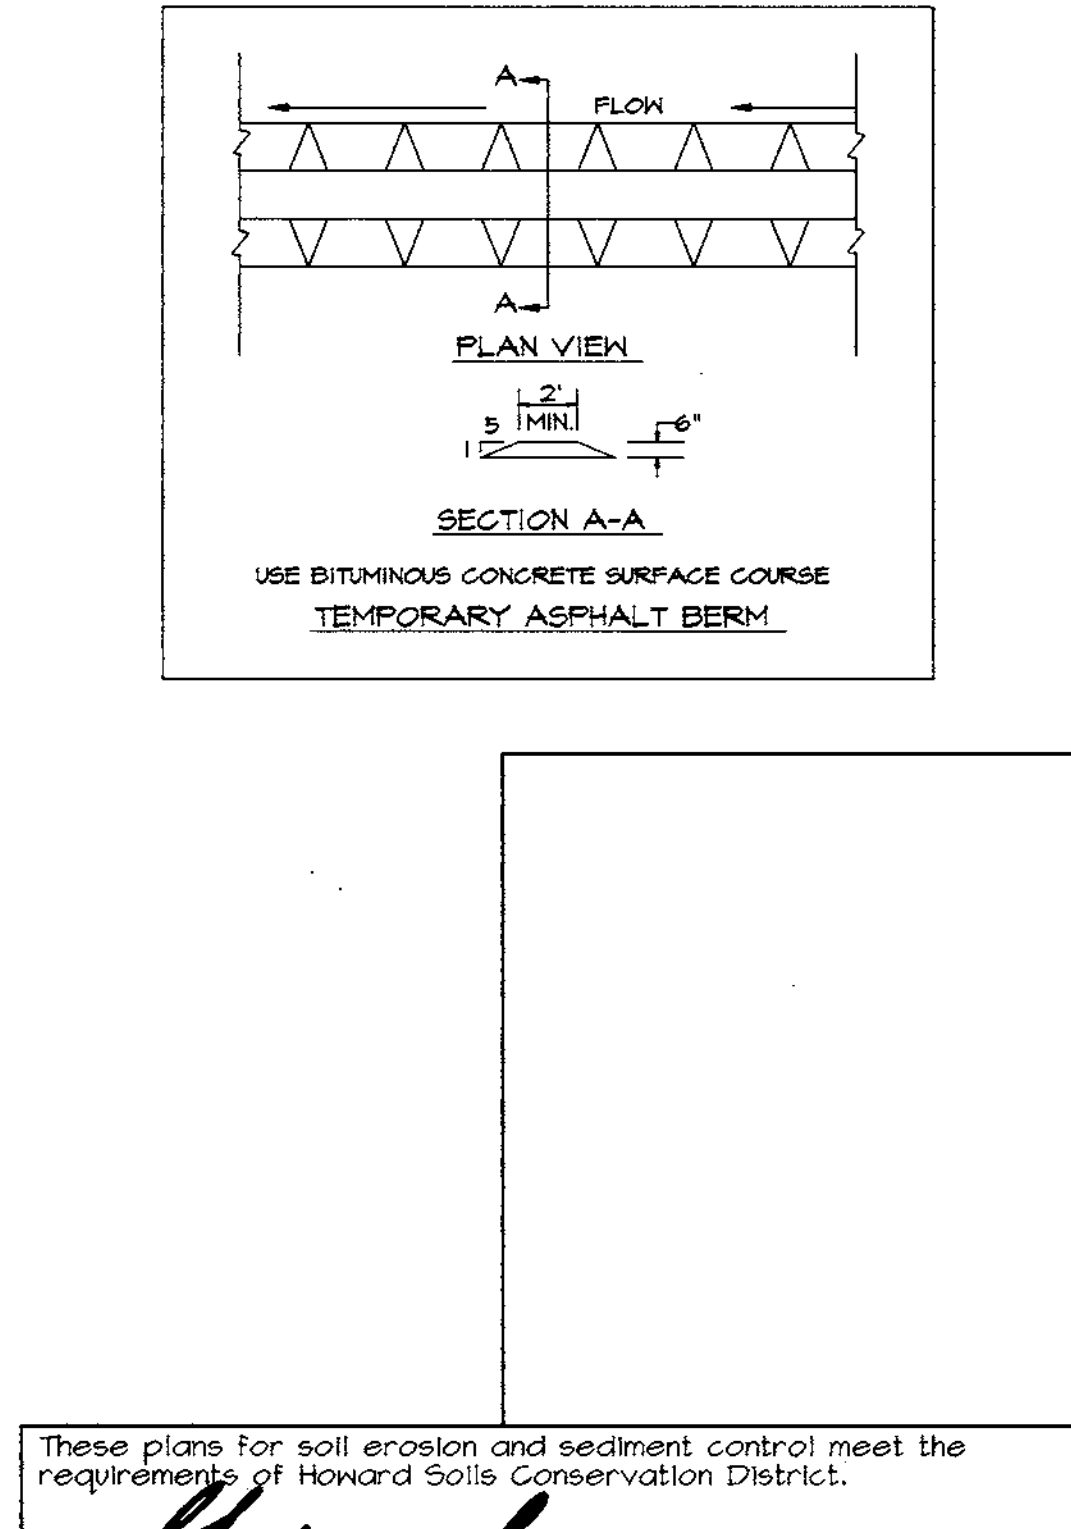 A
FLOW
A
PLAN VIEW
2'
5 MIN. 6"
1
SECTION A-A
USE BITUMINOUS CONCRETE SURFACE COURSE
TEMPORARY ASPHALT BERM
These plans for soil erosion and sediment control meet the
requirements of Howard Soils Conservation District.